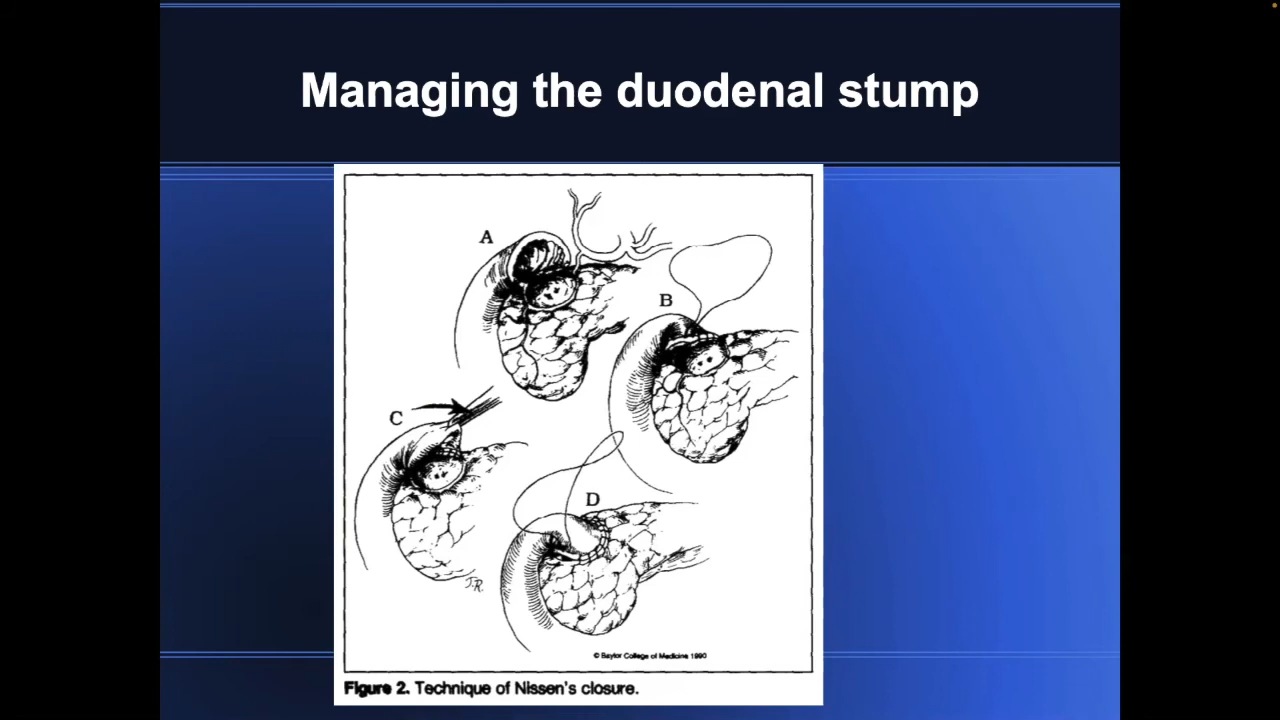 Managing the duodenal stump
A
B
C
D
J.R.
© Baylor College of Medicine 1990
Figure 2. Technique of Nissen's closure.